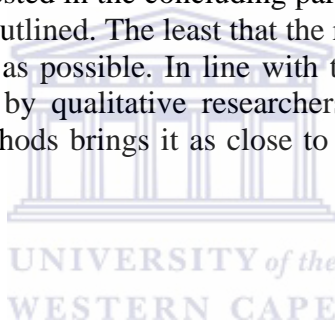 ested in the concluding par
utlined. The least that the
as possible. In line with t
by qualitative researchers
hods brings it as close to
UNIVERSITY of the
WESTERN CAPE